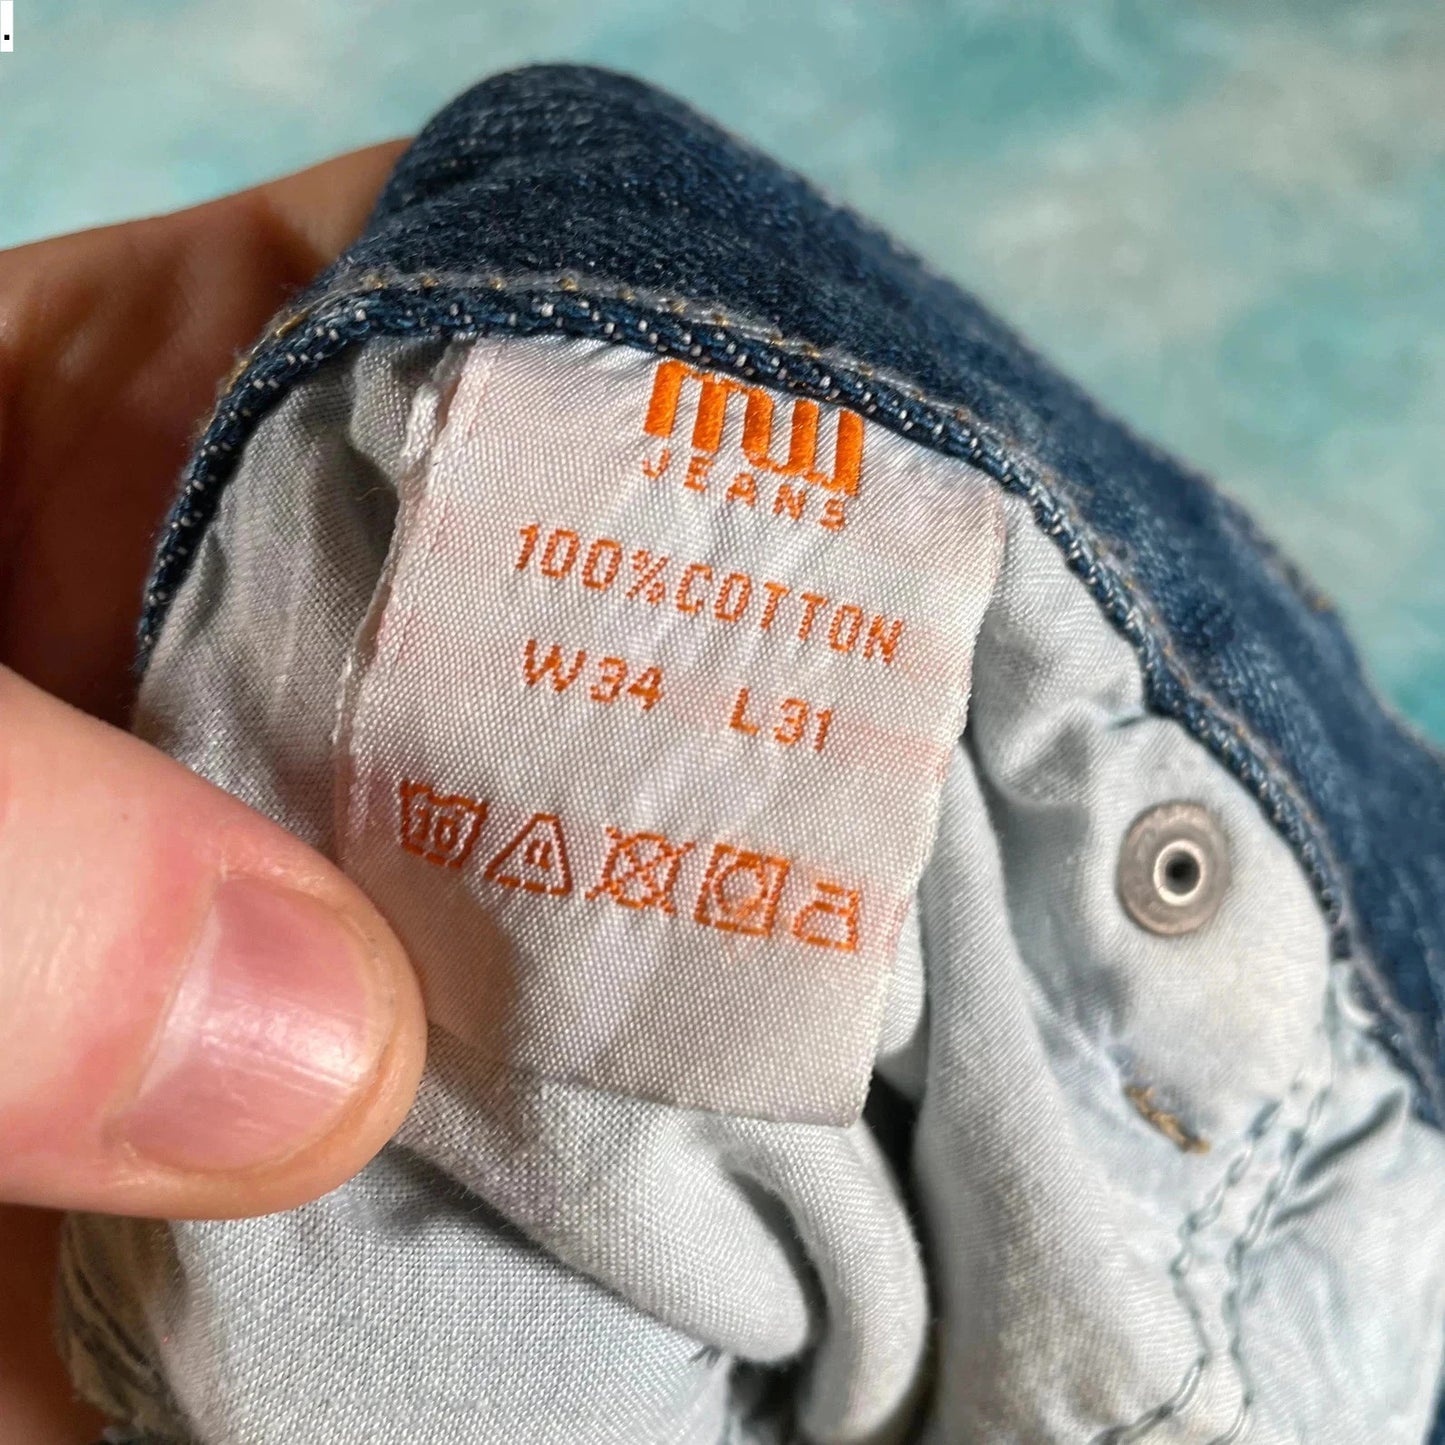 .
JEANS
100%COTTON
W34 L31